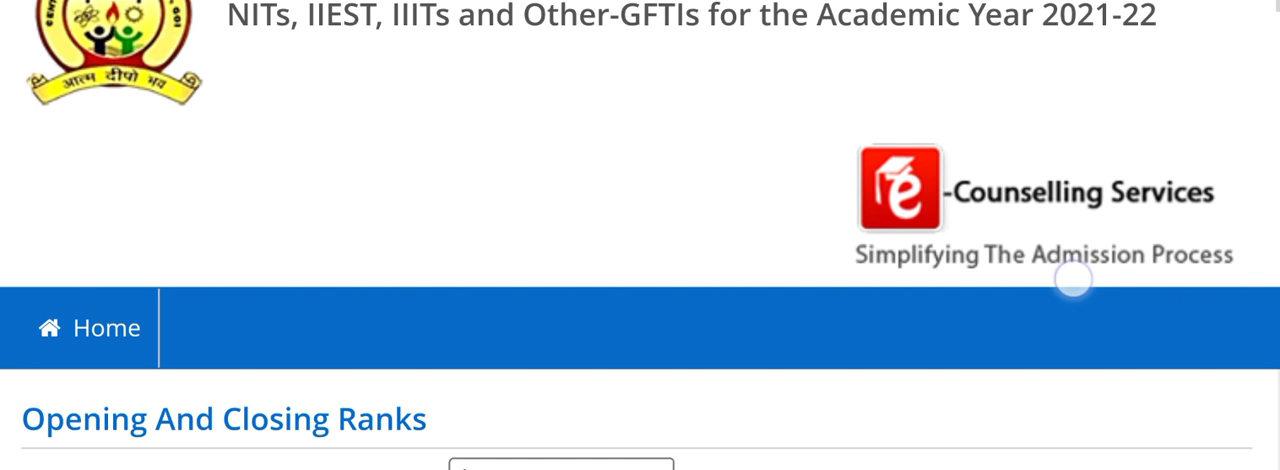 NITs, IIEST, IIITs and Other-GFTIs for the Academic Year 2021-22
आत्म दीपो भव
e-Counselling Services
Simplifying The Admission Process
Home
Opening And Closing Ranks